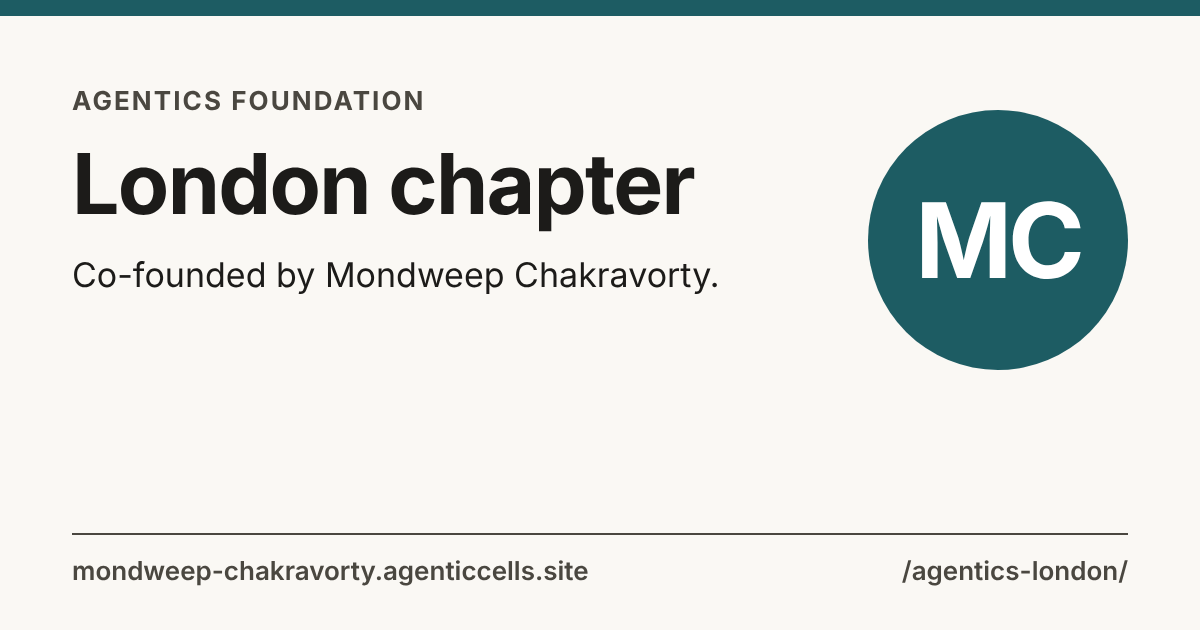 AGENTICS FOUNDATION
London chapter
Co-founded by Mondweep Chakravorty.
MC
mondweep-chakravorty.agenticcells.site
/agentics-london/